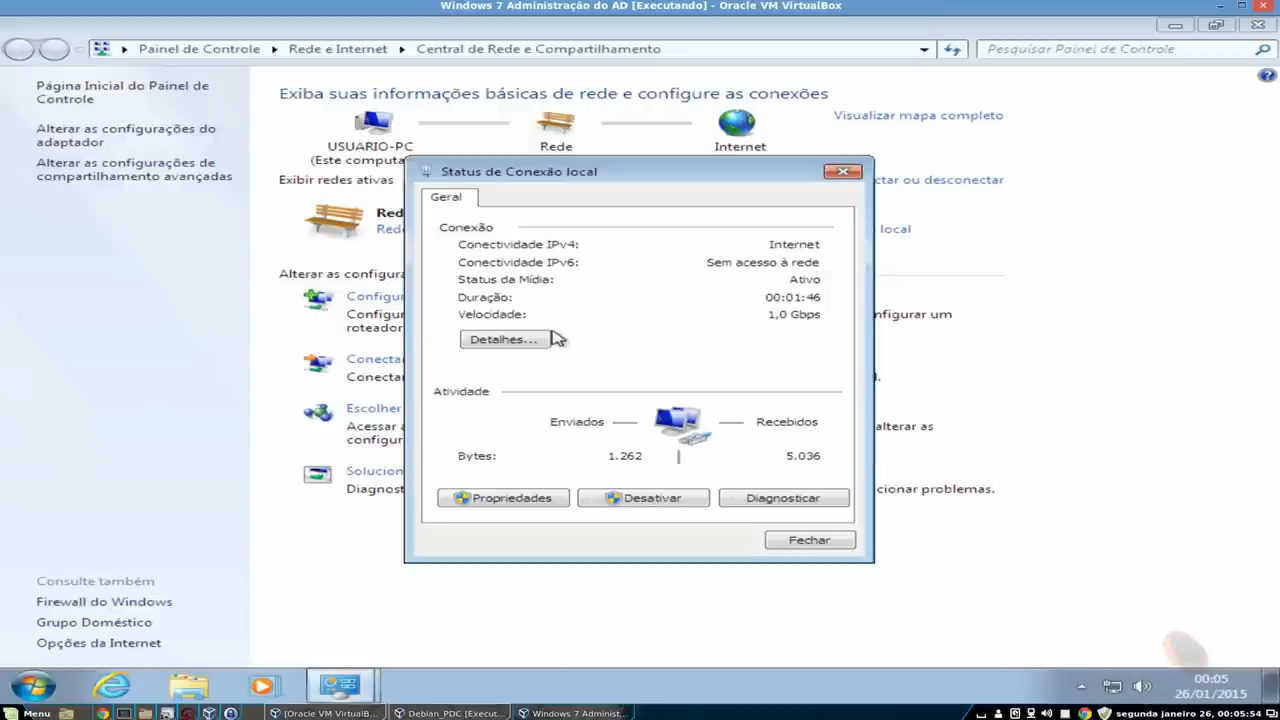 Windows 7 Administração do AD [Executando] - Oracle VM VirtualBox
Painel de Controle
Rede e Internet
Central de Rede e Compartilhamento
Pesquisar Painel de Controle
Página Inicial do Painel de
Controle
Alterar as configurações do
adaptador
Alterar as configurações de
compartilhamento avançadas
Exiba suas informações básicas de rede e configure as conexões
Visualizar mapa completo
USUARIO-PC
(Este computa
Rede
Internet
Exibir redes ativas
ctar ou desconectar
Red
Rede
local
Alterar as configura
Configur
Configur
roteador
nfigurar um
Conecta
Conectar
l.
Escolher
Acessar
configur
alterar as
Solucion
Diagnost
cionar problemas.
Status de Conexão local
Geral
Conexão
Conectividade IPv4: Internet
Conectividade IPv6: Sem acesso à rede
Status da Mídia: Ativo
Duração: 00:01:46
Velocidade: 1,0 Gbps
Detalhes...
Atividade
Enviados
Recebidos
Bytes: 1.262 5.036
Propriedades
Desativar
Diagnosticar
Fechar
Consulte também
Firewall do Windows
Grupo Doméstico
Opções da Internet
00:05
26/01/2015
Menu
[Oracle VM VirtualB...
Debian_PDC [Execut...
Windows 7 Administ...
segunda janeiro 26, 00:05:54